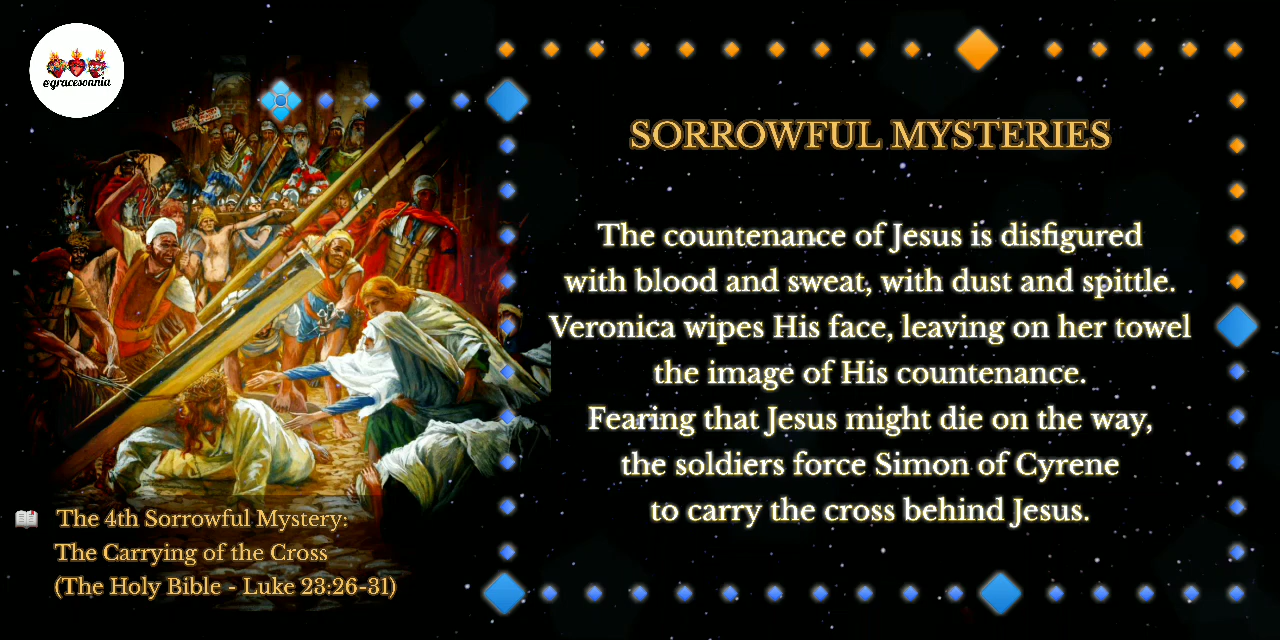 @gracesonnia
SORROWFUL MYSTERIES
The countenance of Jesus is disfigured
with blood and sweat, with dust and spittle.
Veronica wipes His face, leaving on her towel
the image of His countenance.
Fearing that Jesus might die on the way,
the soldiers force Simon of Cyrene
to carry the cross behind Jesus.
The 4th Sorrowful Mystery:
The Carrying of the Cross
(The Holy Bible - Luke 23:26-31)